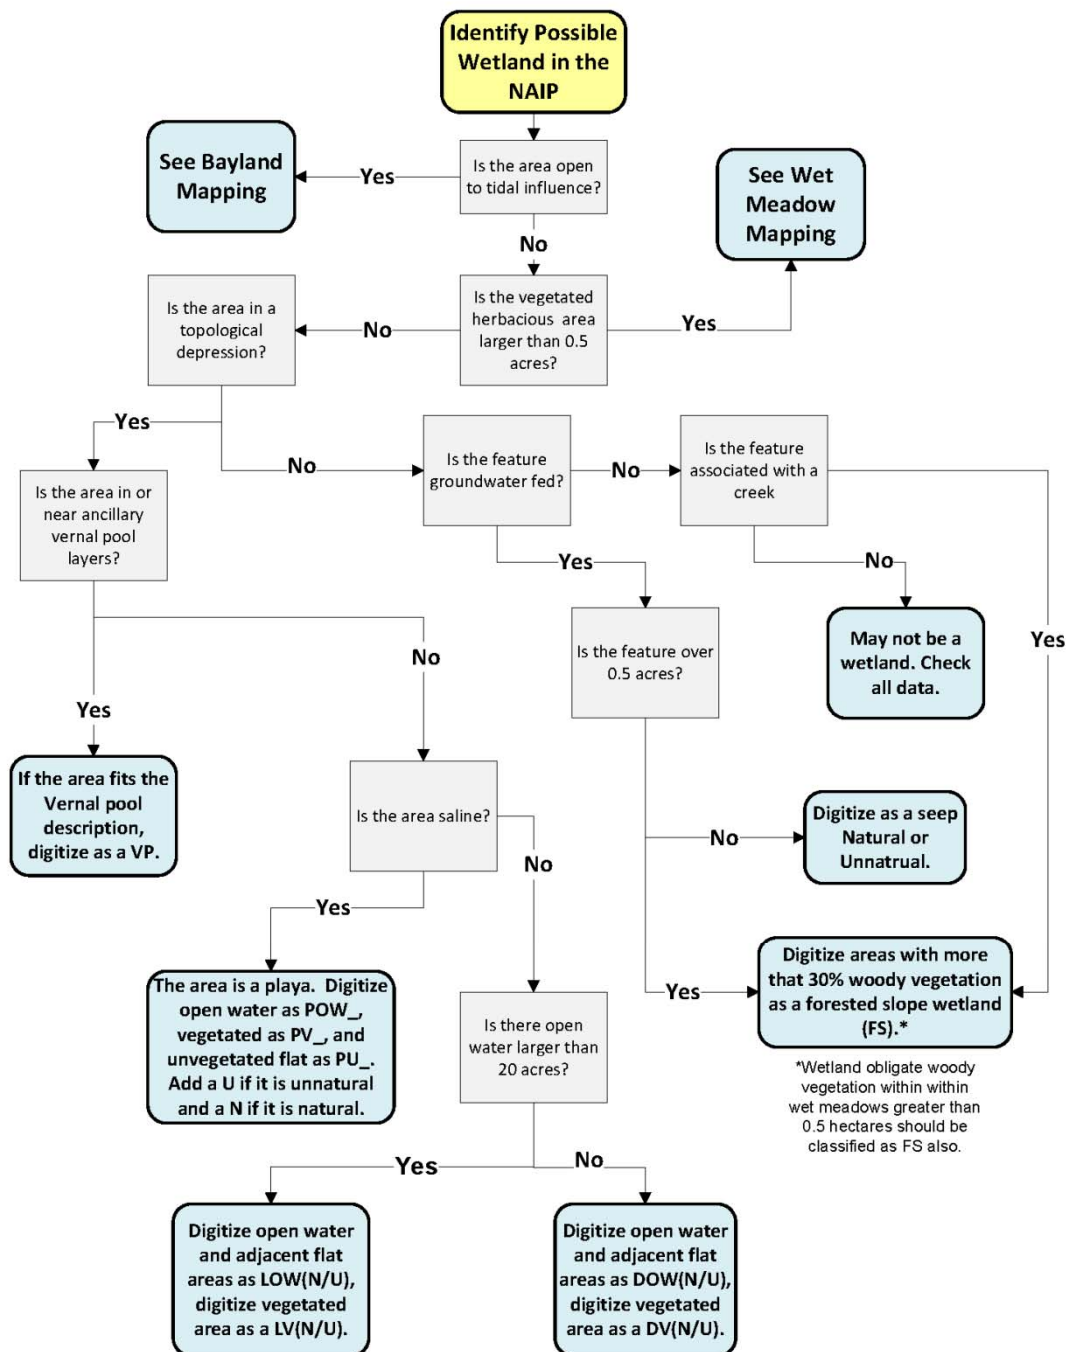 Identify Possible
Wetland in the
NAIP
Is the area open
to tidal influence?
Yes
See Bayland
Mapping
See Wet
Meadow
Mapping
No
Is the vegetated
herbacious area
larger than 0.5
acres?
Yes
No
Is the area in a
topological
depression?
Yes
No
Is the feature
groundwater fed?
No
Is the feature
associated with a
creek
Is the area in or
near ancillary
vernal pool
layers?
Yes
No
Yes
Is the feature over
0.5 acres?
May not be a
wetland. Check
all data.
No
Yes
If the area fits the
Vernal pool
description,
digitize as a VP.
Is the area saline?
No
Digitize as a seep
Natural or
Unnatrual.
Yes
No
The area is a playa. Digitize
open water as POW_,
vegetated as PV_, and
unvegetated flat as PU_.
Add a U if it is unnatural
and a N if it is natural.
Is there open
water larger than
20 acres?
Yes
Digitize areas with more
that 30% woody vegetation
as a forested slope wetland
(FS).*
*Wetland obligate woody
vegetation within within
wet meadows greater than
0.5 hectares should be
classified as FS also.
Yes
No
Digitize open water
and adjacent flat
areas as LOW(N/U),
digitize vegetated
area as a LV(N/U).
Digitize open water
and adjacent flat
areas as DOW(N/U),
digitize vegetated
area as a DV(N/U).